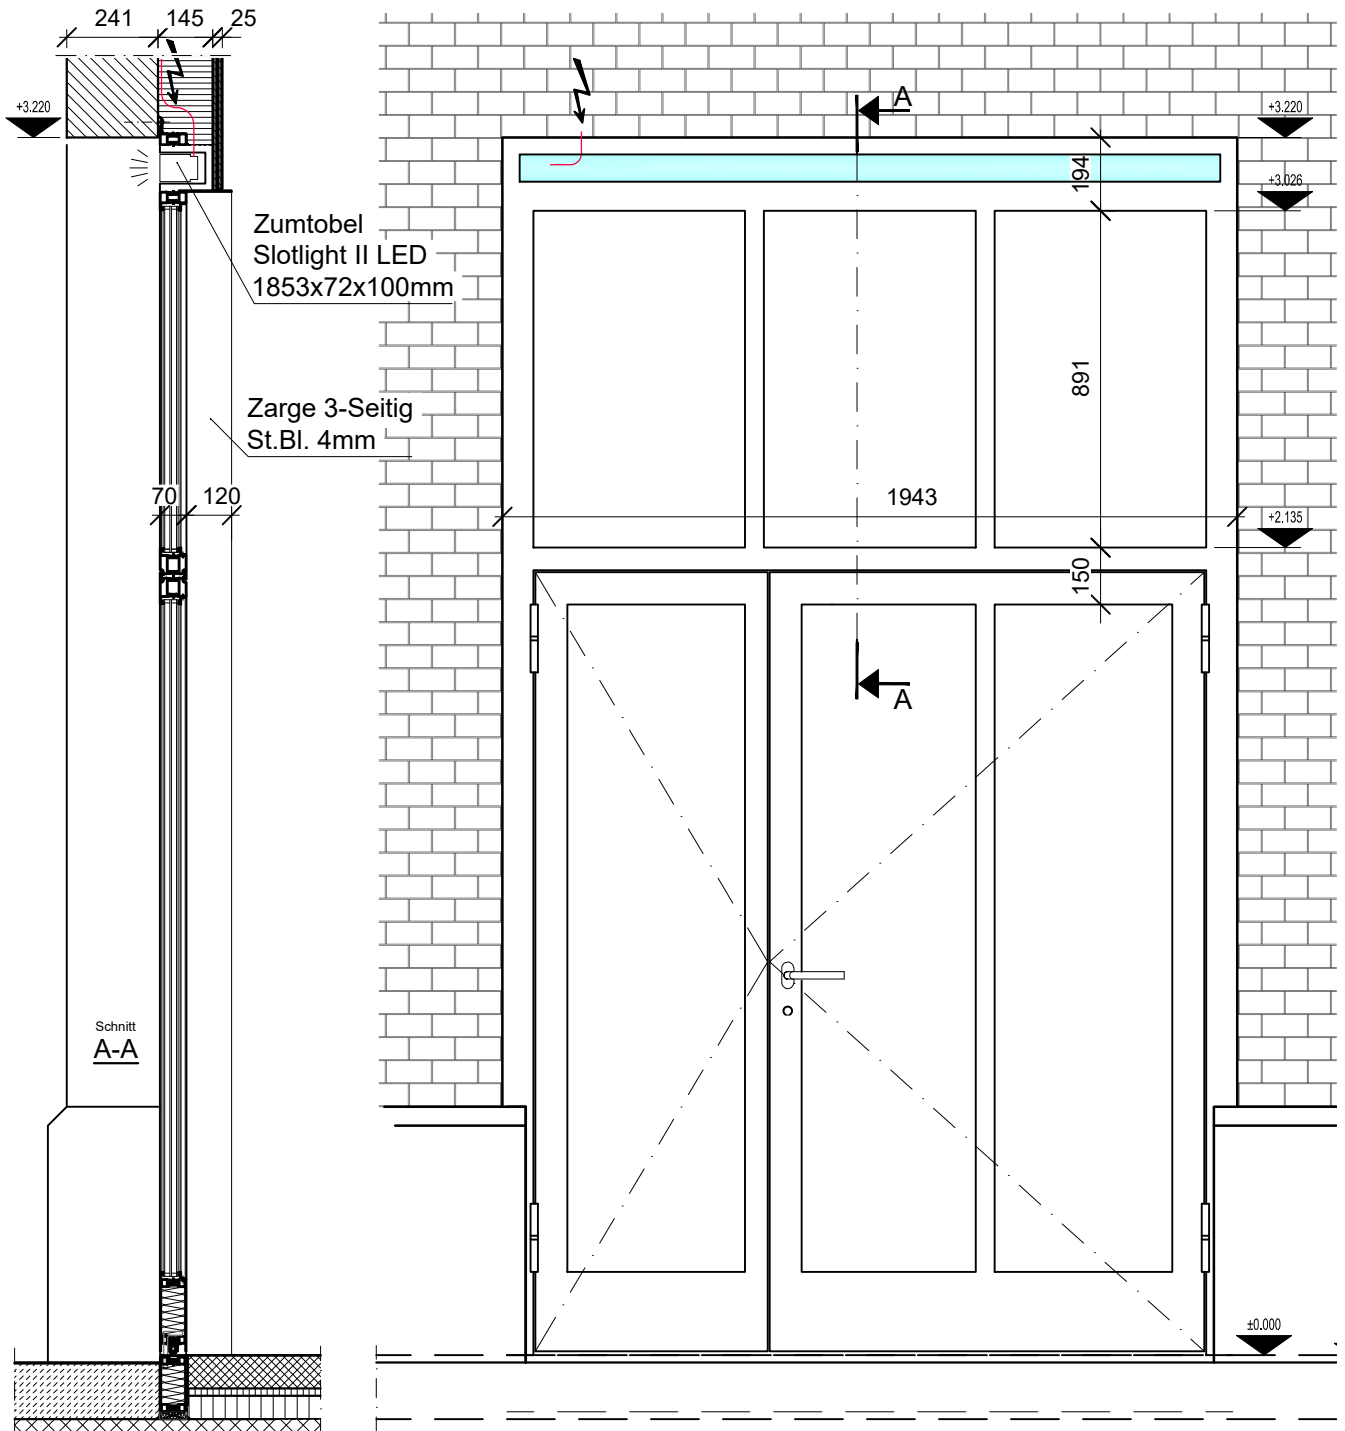 241 145 25
+3.220
A
+3.220
194
+3.026
Zumtobel
Slotlight II LED
1853x72x100mm
891
Zarge 3-Seitig
St.Bl. 4mm
70 120
1943
+2.135
150
A
Schnitt
A-A
±0.000